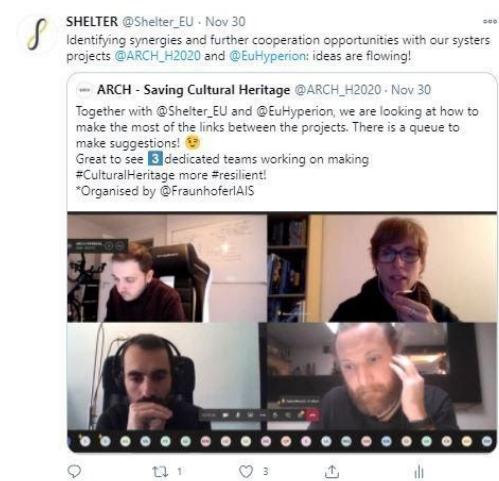 SHELTER @Shelter_EU · Nov 30
Identifying synergies and further cooperation opportunities with our systers
projects @ARCH_H2020 and @EuHyperion: ideas are flowing!
ARCH - Saving Cultural Heritage @ARCH_H2020 · Nov 30
Together with @Shelter_EU and @EuHyperion, we are looking at how to
make the most of the links between the projects. There is a queue to
make suggestions! 😉
Great to see 3️⃣ dedicated teams working on making
#CulturalHeritage more #resilient!
*Organised by @FraunhoferIAIS
1 3